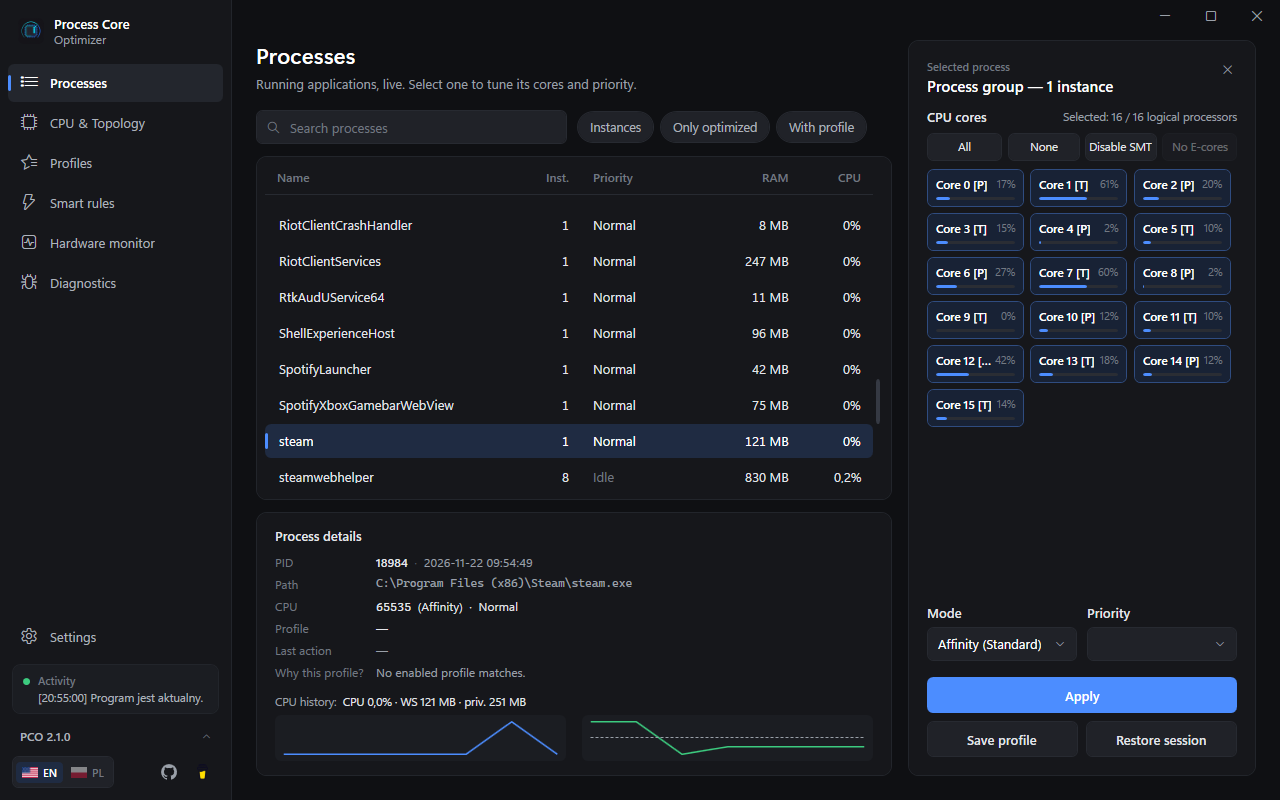 Process Core
Optimizer
Processes
CPU & Topology
Profiles
Smart rules
Hardware monitor
Diagnostics
Settings
Activity
[20:55:00] Program jest aktualny.
PCO 2.1.0
EN PL
Processes
Running applications, live. Select one to tune its cores and priority.
Search processes
Instances Only optimized With profile
Name Inst. Priority RAM CPU
RiotClientCrashHandler 1 Normal 8 MB 0%
RiotClientServices 1 Normal 247 MB 0%
RtkAudUService64 1 Normal 11 MB 0%
ShellExperienceHost 1 Normal 96 MB 0%
SpotifyLauncher 1 Normal 42 MB 0%
SpotifyXboxGamebarWebView 1 Normal 75 MB 0%
steam 1 Normal 121 MB 0%
steamwebhelper 8 Idle 830 MB 0,2%
Process details
PID 18984 · 2026-11-22 09:54:49
Path C:\Program Files (x86)\Steam\steam.exe
CPU 65535 (Affinity) · Normal
Profile —
Last action —
Why this profile? No enabled profile matches.
CPU history: CPU 0,0% · WS 121 MB · priv. 251 MB
Selected process
Process group — 1 instance
CPU cores Selected: 16 / 16 logical processors
All None Disable SMT No E-cores
Core 0 [P] 17% Core 1 [T] 61% Core 2 [P] 20%
Core 3 [T] 15% Core 4 [P] 2% Core 5 [T] 10%
Core 6 [P] 27% Core 7 [T] 60% Core 8 [P] 2%
Core 9 [T] 0% Core 10 [P] 12% Core 11 [T] 10%
Core 12 [... 42% Core 13 [T] 18% Core 14 [P] 12%
Core 15 [T] 14%
Mode Priority
Affinity (Standard)
Apply
Save profile Restore session